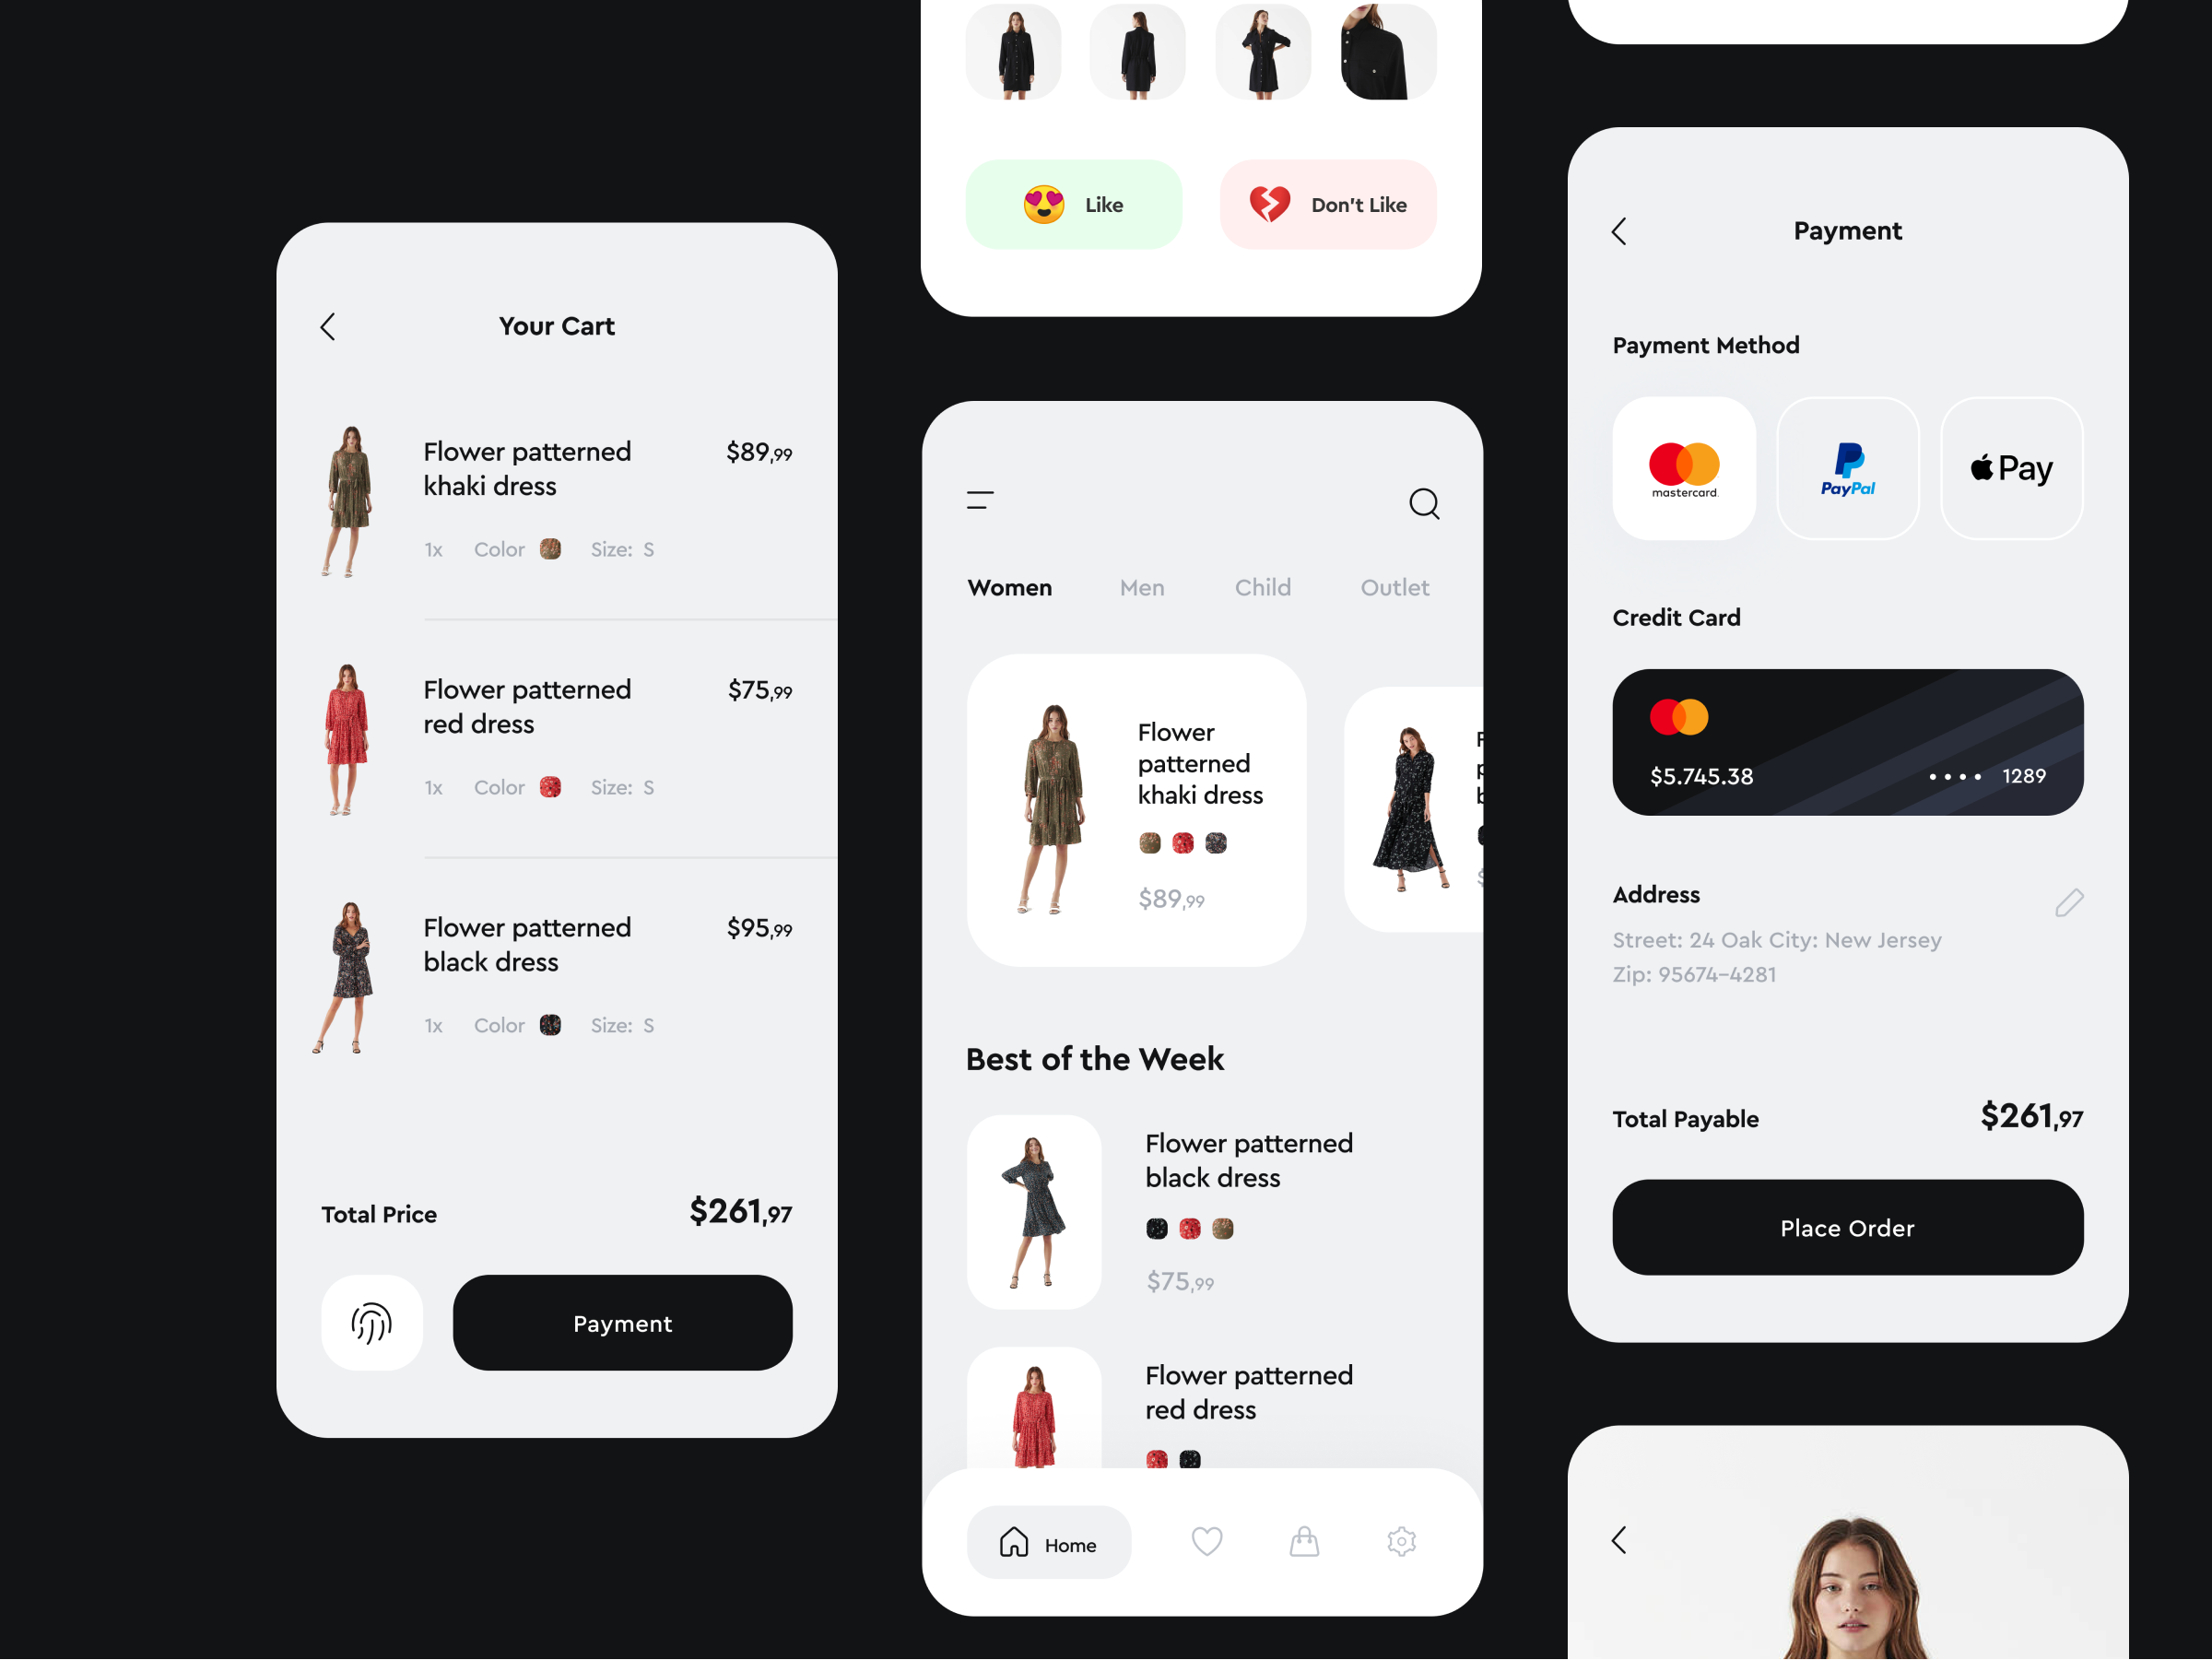 Your Cart
Flower patterned
khaki dress
$89,99
1x Color Size: S
Flower patterned
red dress
$75,99
1x Color Size: S
Flower patterned
black dress
$95,99
1x Color Size: S
Total Price $261,97
Payment
Like
Don't Like
Women Men Child Outlet
Flower
patterned
khaki dress
$89,99
Best of the Week
Flower patterned
black dress
$75,99
Flower patterned
red dress
Home
Payment
Payment Method
mastercard.
PayPal
Pay
Credit Card
$5.745.38 •••• 1289
Address
Street: 24 Oak City: New Jersey
Zip: 95674-4281
Total Payable $261,97
Place Order